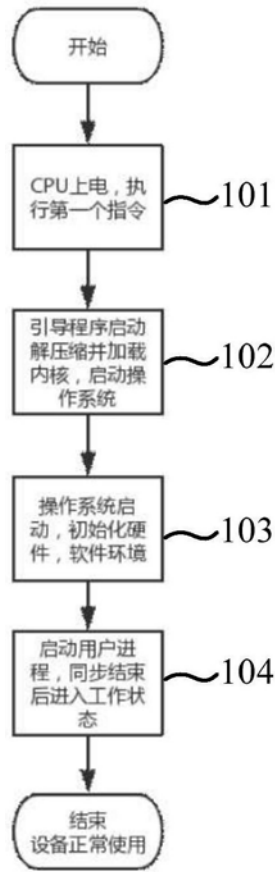 开始
CPU上电，执
行第一个指令
101
引导程序启动
解压缩并加载
内核，启动操
作系统
102
操作系统启
动，初始化硬
件，软件环境
103
启动用户进
程，同步结束
后进入工作状
态
104
结束
设备正常使用